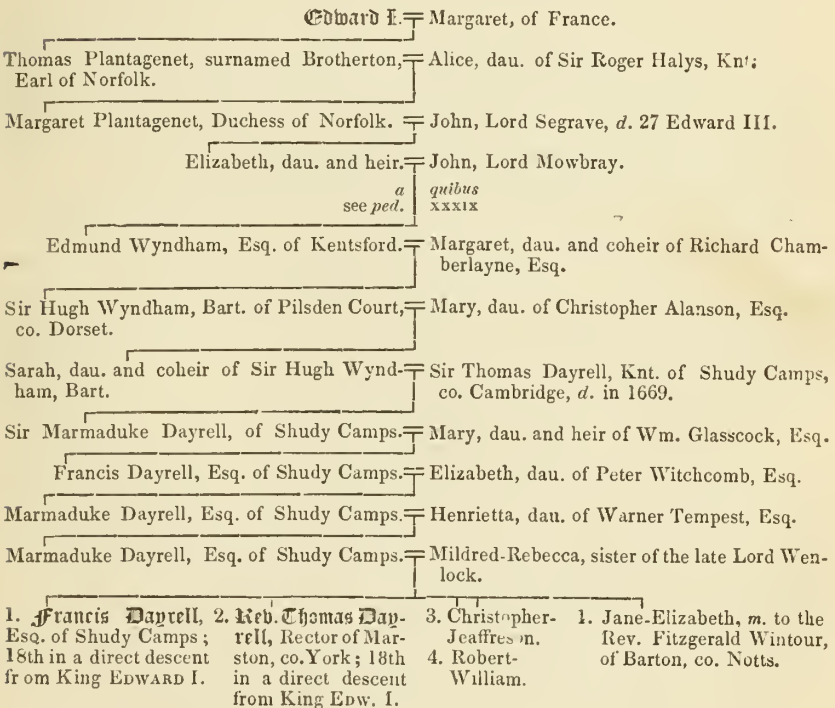 Edward I. = Margaret, of France.
Thomas Plantagenet, surnamed Brotherton, = Alice, dau. of Sir Roger Halys, Knt;
Earl of Norfolk.
Margaret Plantagenet, Duchess of Norfolk. = John, Lord Segrave, d. 27 Edward III.
Elizabeth, dau. and heir. = John, Lord Mowbray.
a quibus
see ped. XXXIX
Edmund Wyndham, Esq. of Kentsford. = Margaret, dau. and coheir of Richard Cham-
berlayne, Esq.
Sir Hugh Wyndham, Bart. of Pilsden Court, = Mary, dau. of Christopher Alanson, Esq.
co. Dorset.
Sarah, dau. and coheir of Sir Hugh Wynd- = Sir Thomas Dayrell, Knt. of Shudy Camps,
ham, Bart. co. Cambridge, d. in 1669.
Sir Marmaduke Dayrell, of Shudy Camps. = Mary, dau. and heir of Wm. Glasscock, Esq.
Francis Dayrell, Esq. of Shudy Camps. = Elizabeth, dau. of Peter Witchcomb, Esq.
Marmaduke Dayrell, Esq. of Shudy Camps. = Henrietta, dau. of Warner Tempest, Esq.
Marmaduke Dayrell, Esq. of Shudy Camps. = Mildred-Rebecca, sister of the late Lord Wen-
lock.
1. Francis Dayrell,
Esq. of Shudy Camps;
18th in a direct descent
from King EDWARD I.
2. Reb. Thomas Day-
rell, Rector of Mar-
ston, co. York; 18th
in a direct descent
from King EDW. I.
3. Christopher-
Jeaffreson.
4. Robert-
William.
1. Jane-Elizabeth, m. to the
Rev. Fitzgerald Wintour,
of Barton, co. Notts.